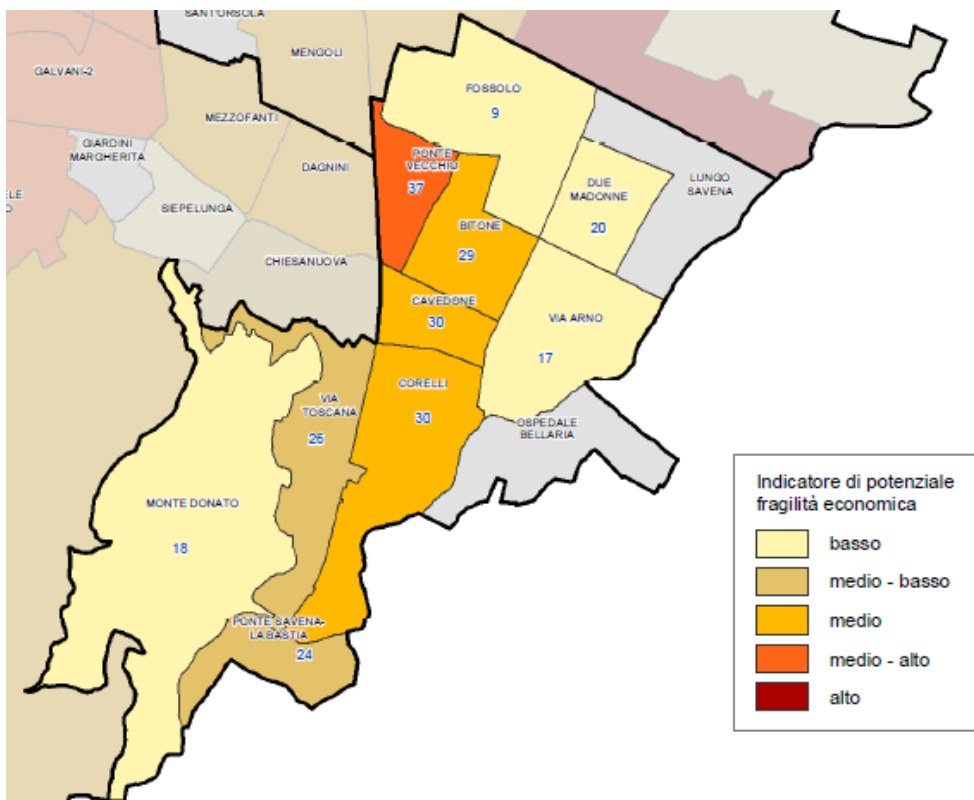 SANT'ORSOLA
MENGOLI
GALVANI-2
FOSSOLO
9
MEZZOFANTI
GIARDINI
MARGHERITA
DAGNINI
PONTE
VECCHIO
37
DUE
MADONNE
20
LUNGO
SAVENA
SIEPELUNGA
BITONE
29
CHIESANUOVA
CAVEDONE
30
VIA ARNO
17
CORELLI
30
VIA
TOSCANA
26
OSPEDALE
BELLARIA
MONTE DONATO
18
PONTE SAVENA-
LA BASTIA
24
Indicatore di potenziale
fragilità economica
basso
medio - basso
medio
medio - alto
alto